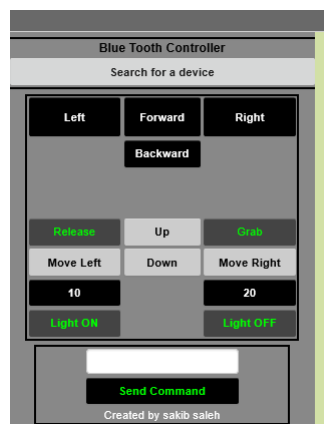 Blue Tooth Controller
Search for a device
Left Forward Right
Backward
Release Up Grab
Move Left Down Move Right
10 20
Light ON Light OFF
Send Command
Created by sakib saleh